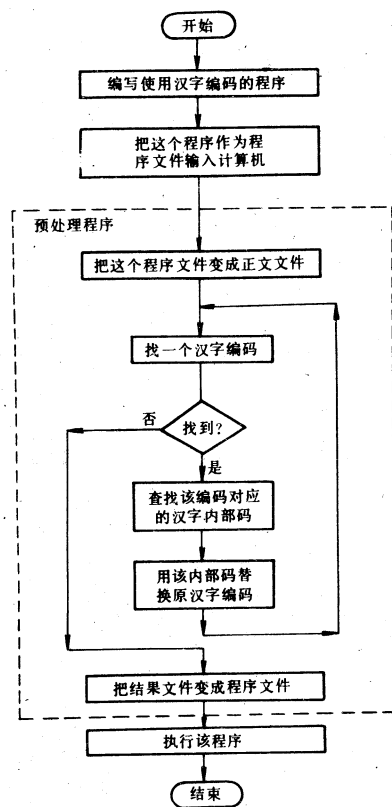 开始
编写使用汉字编码的程序
把这个程序作为程
序文件输入计算机
预处理程序
把这个程序文件变成正文文件
找一个汉字编码
找到？
否
是
查找该编码对应
的汉字内部码
用该内部码替
换原汉字编码
把结果文件变成程序文件
执行该程序
结束